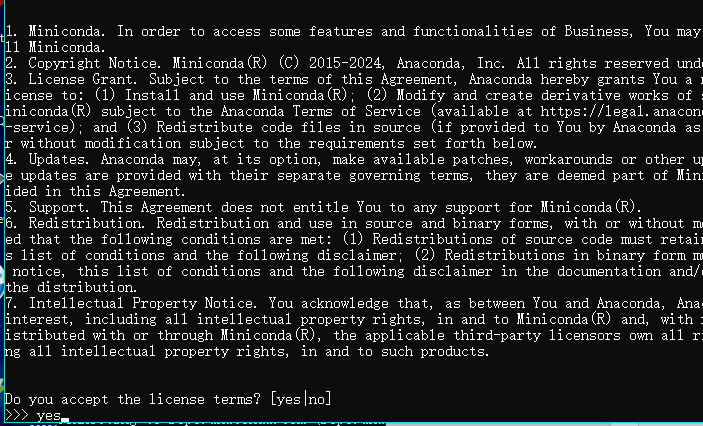 1. Miniconda. In order to access some features and functionalities of Business, You may
ll Miniconda.
2. Copyright Notice. Miniconda(R) (C) 2015-2024, Anaconda, Inc. All rights reserved und
3. License Grant. Subject to the terms of this Agreement, Anaconda hereby grants You a
icense to: (1) Install and use Miniconda(R); (2) Modify and create derivative works of
iniconda(R) subject to the Anaconda Terms of Service (available at https://legal.anacon
-service); and (3) Redistribute code files in source (if provided to You by Anaconda as
r without modification subject to the requirements set forth below.
4. Updates. Anaconda may, at its option, make available patches, workarounds or other up
e updates are provided with their separate governing terms, they are deemed part of Min
ided in this Agreement.
5. Support. This Agreement does not entitle You to any support for Miniconda(R).
6. Redistribution. Redistribution and use in source and binary forms, with or without m
ed that the following conditions are met: (1) Redistributions of source code must retai
s list of conditions and the following disclaimer; (2) Redistributions in binary form m
notice, this list of conditions and the following disclaimer in the documentation and/
the distribution.
7. Intellectual Property Notice. You acknowledge that, as between You and Anaconda, Ana
interest, including all intellectual property rights, in and to Miniconda(R) and, with
istributed with or through Miniconda(R), the applicable third-party licensors own all r
ng all intellectual property rights, in and to such products.
Do you accept the license terms? [yes|no]
>>> yes